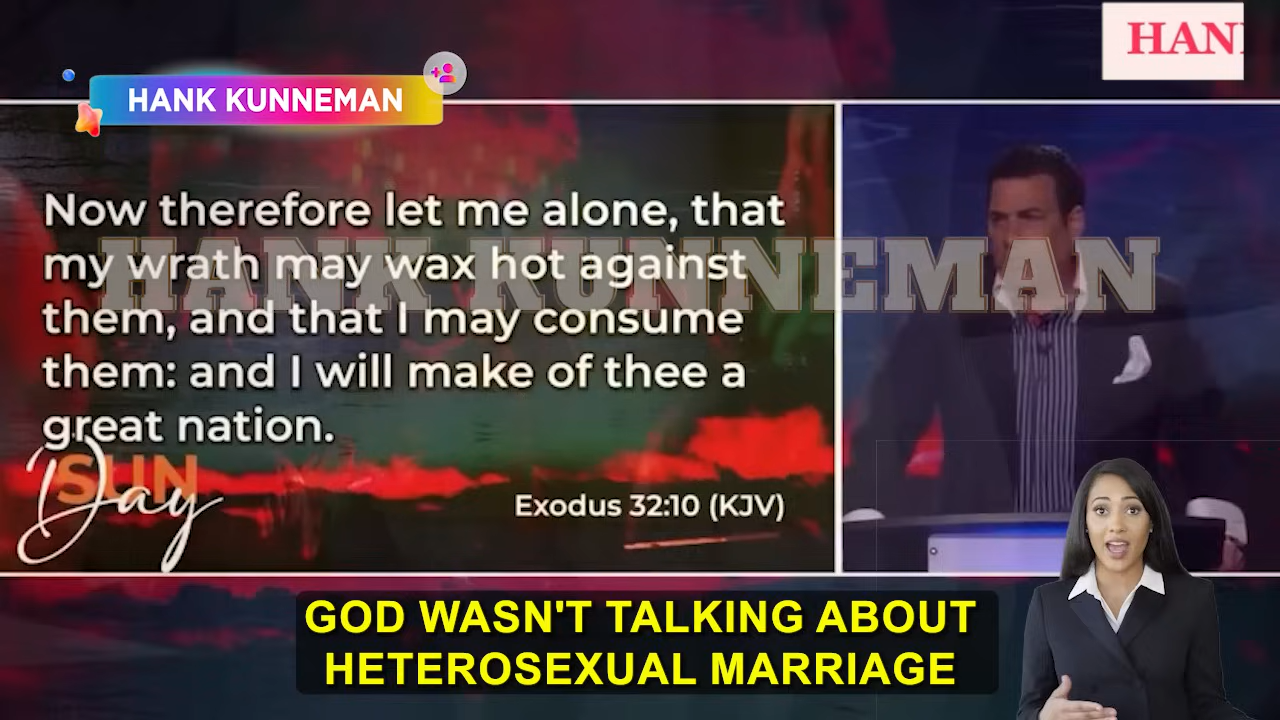 HAN
HANK KUNNEMAN
Now therefore let me alone, that
my wrath may wax hot against
HANK KUNNEMAN
them, and that I may consume
them: and I will make of thee a
great nation.
SUN
Day
Exodus 32:10 (KJV)
GOD WASN'T TALKING ABOUT
HETEROSEXUAL MARRIAGE